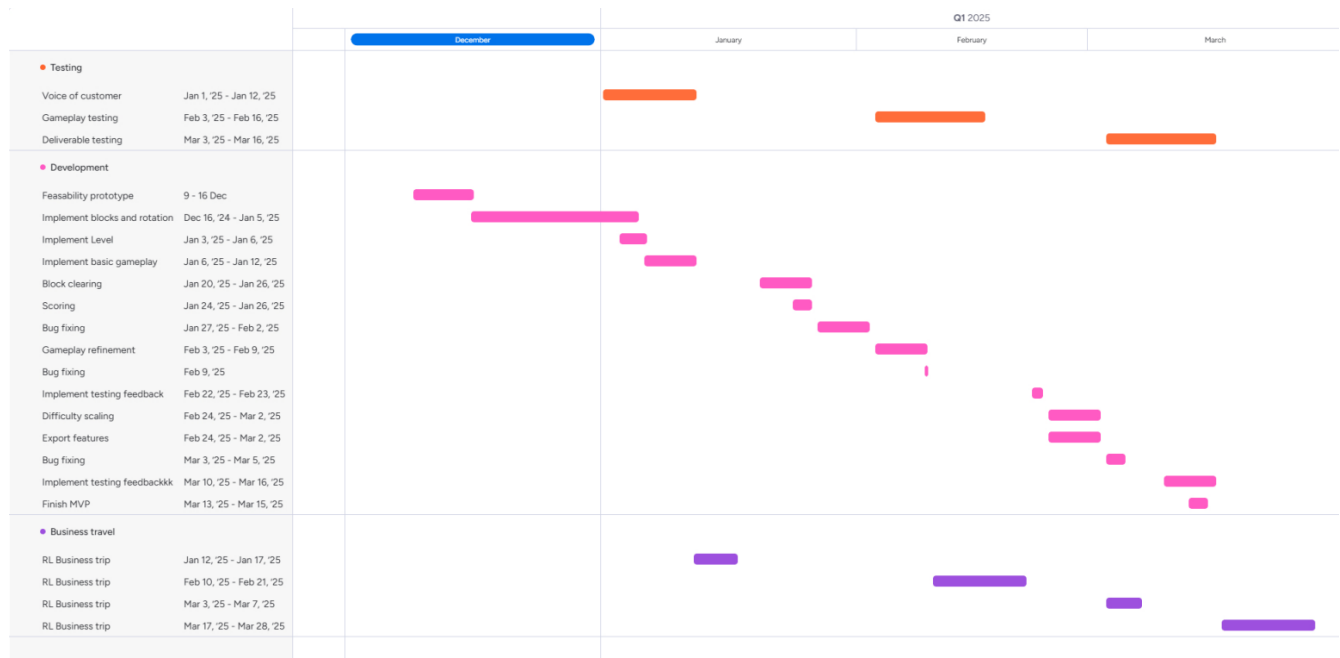 Q1 2025
December January February March
Testing
Voice of customer Jan 1, '25 - Jan 12, '25
Gameplay testing Feb 3, '25 - Feb 16, '25
Deliverable testing Mar 3, '25 - Mar 16, '25
Development
Feasability prototype 9 - 16 Dec
Implement blocks and rotation Dec 16, '24 - Jan 5, '25
Implement Level Jan 3, '25 - Jan 6, '25
Implement basic gameplay Jan 6, '25 - Jan 12, '25
Block clearing Jan 20, '25 - Jan 26, '25
Scoring Jan 24, '25 - Jan 26, '25
Bug fixing Jan 27, '25 - Feb 2, '25
Gameplay refinement Feb 3, '25 - Feb 9, '25
Bug fixing Feb 9, '25
Implement testing feedback Feb 22, '25 - Feb 23, '25
Difficulty scaling Feb 24, '25 - Mar 2, '25
Export features Feb 24, '25 - Mar 2, '25
Bug fixing Mar 3, '25 - Mar 5, '25
Implement testing feedbackkk Mar 10, '25 - Mar 16, '25
Finish MVP Mar 13, '25 - Mar 15, '25
Business travel
RL Business trip Jan 12, '25 - Jan 17, '25
RL Business trip Feb 10, '25 - Feb 21, '25
RL Business trip Mar 3, '25 - Mar 7, '25
RL Business trip Mar 17, '25 - Mar 28, '25